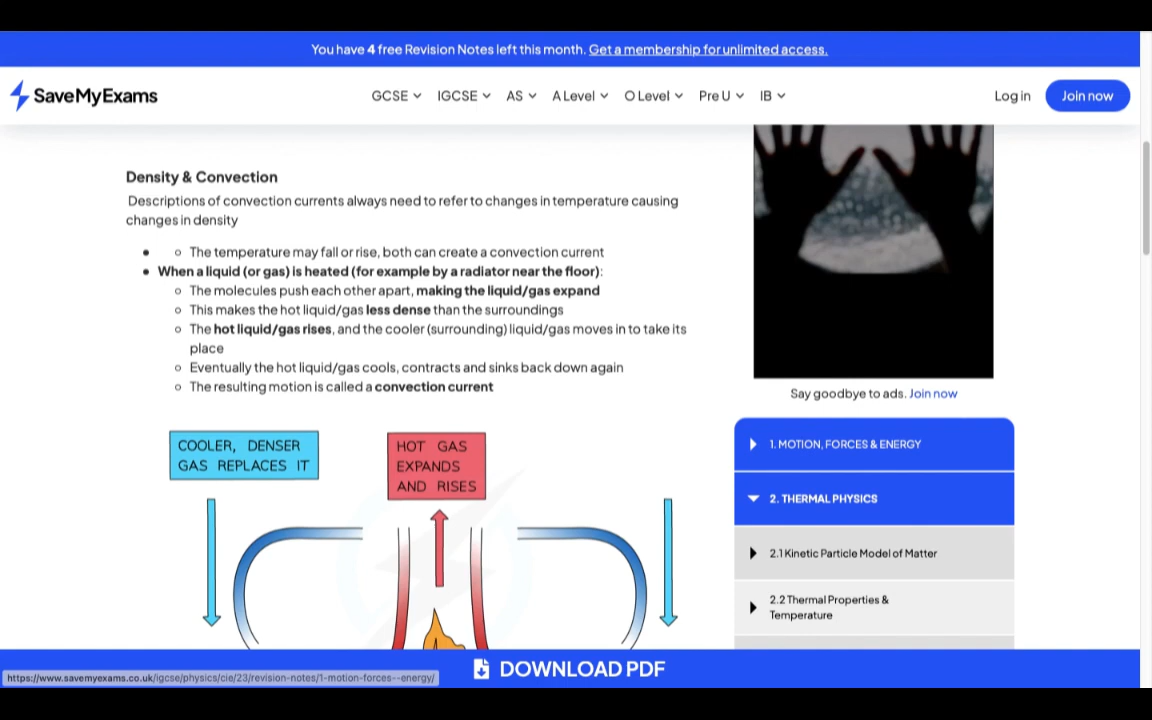 You have 4 free Revision Notes left this month. Get a membership for unlimited access.
SaveMyExams
GCSE IGCSE AS A Level O Level Pre U IB
Log in
Join now
Density & Convection
Descriptions of convection currents always need to refer to changes in temperature causing
changes in density
The temperature may fall or rise, both can create a convection current
When a liquid (or gas) is heated (for example by a radiator near the floor):
The molecules push each other apart, making the liquid/gas expand
This makes the hot liquid/gas less dense than the surroundings
The hot liquid/gas rises, and the cooler (surrounding) liquid/gas moves in to take its
place
Eventually the hot liquid/gas cools, contracts and sinks back down again
The resulting motion is called a convection current
COOLER, DENSER
GAS REPLACES IT
HOT GAS
EXPANDS
AND RISES
Say goodbye to ads. Join now
1. MOTION, FORCES & ENERGY
2. THERMAL PHYSICS
2.1 Kinetic Particle Model of Matter
2.2 Thermal Properties &
Temperature
DOWNLOAD PDF
https://www.savemyexams.co.uk/igcse/physics/cie/23/revision-notes/1-motion-forces--energy/